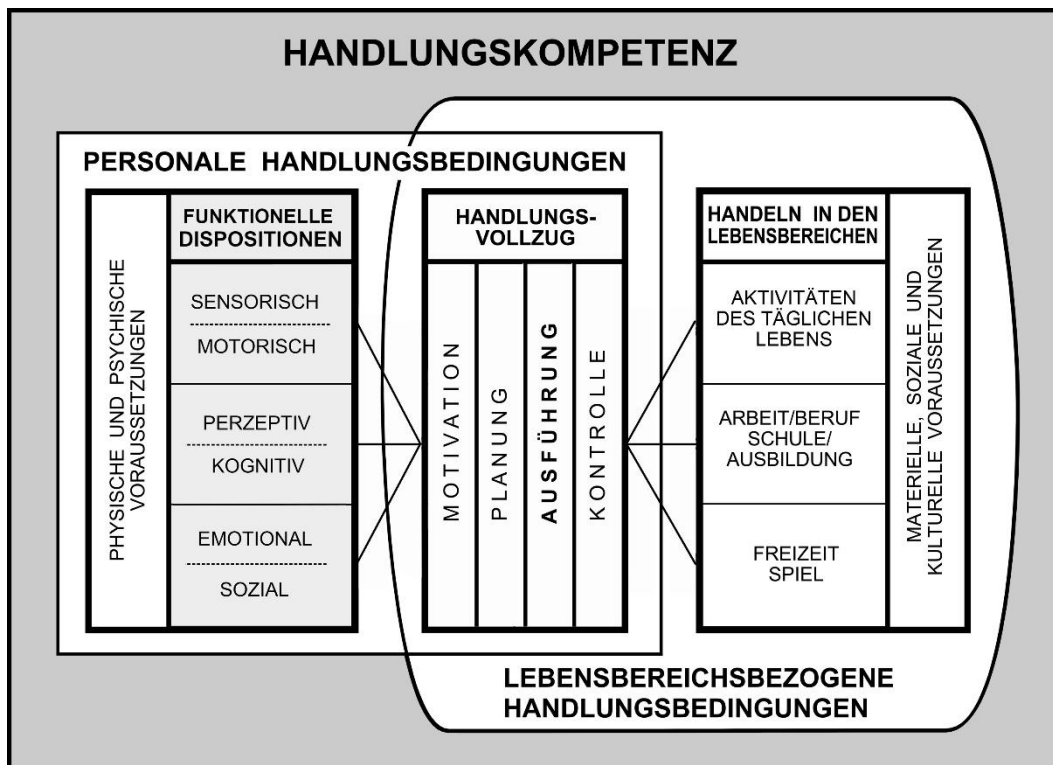 HANDLUNGSKOMPETENZ
PERSONALE HANDLUNGSBEDINGUNGEN
PHYSISCHE UND PSYCHISCHE
VORAUSSETZUNGEN
FUNKTIONELLE
DISPOSITIONEN
SENSORISCH
MOTORISCH
PERZEPTIV
KOGNITIV
EMOTIONAL
SOZIAL
HANDLUNGS-
VOLLZUG
MOTIVATION
PLANUNG
AUSFÜHRUNG
KONTROLLE
HANDELN IN DEN
LEBENSBEREICHEN
AKTIVITÄTEN
DES TÄGLICHEN
LEBENS
ARBEIT/BERUF
SCHULE/
AUSBILDUNG
FREIZEIT
SPIEL
MATERIELLE, SOZIALE UND
KULTURELLE VORAUSSETZUNGEN
LEBENSBEREICHSBEZOGENE
HANDLUNGSBEDINGUNGEN